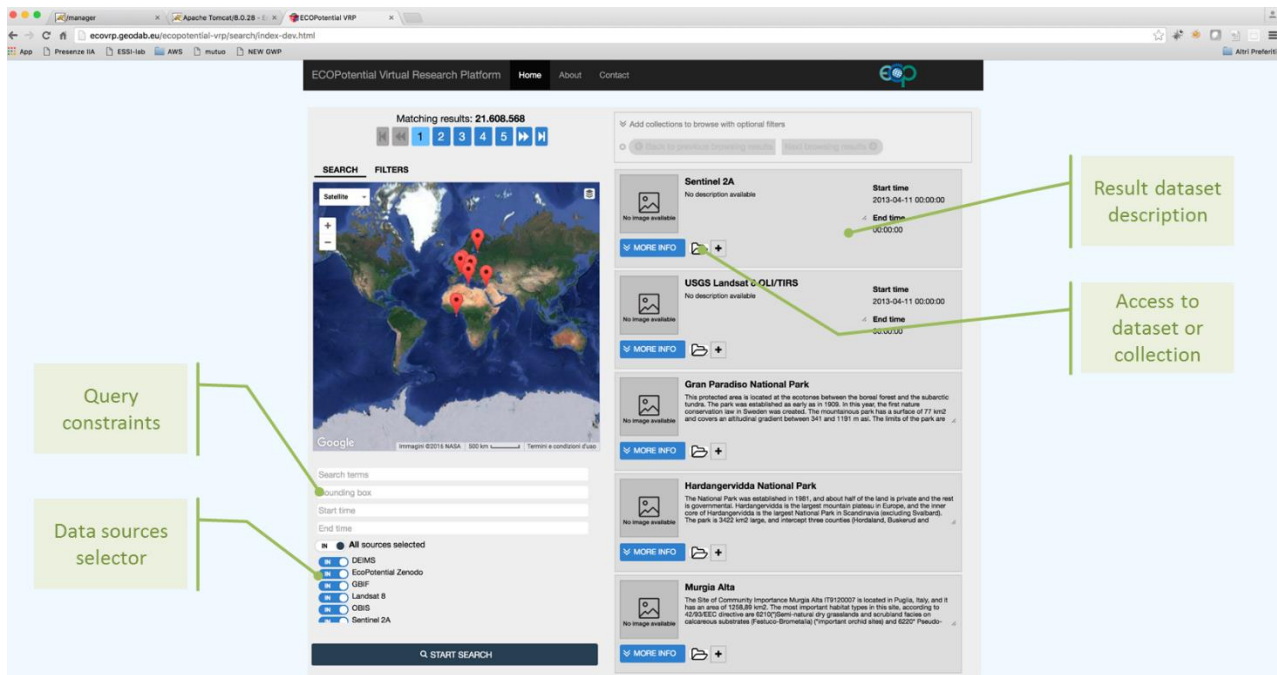 /manager
Apache Tomcat/8.0.28 - E
ECOPotential VRP
ecovrp.geodab.eu/ecopotential-vrp/search/index-dev.html
App
Presenze IIA
ESSI-lab
AWS
mutuo
NEW GWP
Altri Preferiti
ECOPotential Virtual Research Platform
Home
About
Contact
ecp
Matching results: 21.608.568
1 2 3 4 5
SEARCH
FILTERS
Satellite
+
−
Google
Immagini ©2016 NASA
500 km
Termini e condizioni d'uso
Search terms
Bounding box
Start time
End time
IN All sources selected
IN DEIMS
IN EcoPotential Zenodo
IN GBIF
IN Landsat 8
IN OBIS
IN Sentinel 2A
START SEARCH
Add collections to browse with optional filters
Back to previous browsing results
Next browsing results
Sentinel 2A
No description available
No image available
Start time
2013-04-11 00:00:00
End time
00:00:00
MORE INFO
+
USGS Landsat 8 OLI/TIRS
No description available
No image available
Start time
2013-04-11 00:00:00
End time
00:00:00
MORE INFO
+
Gran Paradiso National Park
This protected area is located at the ecotones between the boreal forest and the subarctic
tundra. The park was established as early as 1909. In this year, the first nature
conservation law in Sweden was created. The mountainous park has a surface of 77 km2
and covers an altitudinal gradient between 341 and 1191 m asl. The limits of the park are
No image available
MORE INFO
+
Hardangervidda National Park
The National Park was established in 1981, and about half of the land is private and the rest
is governmental. Hardangervidda is the largest mountain plateau in Europe, and the inner
core of Hardangervidda is the largest National Park in Scandinavia (excluding Svalbard).
The park is 3422 km2 large, and intercept three counties (Hordaland, Buskerud and
No image available
MORE INFO
+
Murgia Alta
The Site of Community Importance Murgia Alta IT9120007 is located in Puglia, Italy, and it
has an area of 1258,89 km2. The most important habitat types in this site, according to
42/93/EEC directive are 6210(*)Semi-natural dry grasslands and scrubland facies on
calcareous substrates (Festuco-Brometalia) (*important orchid sites) and 6220* Pseudo-
No image available
MORE INFO
+
Query
constraints
Data sources
selector
Result dataset
description
Access to
dataset or
collection